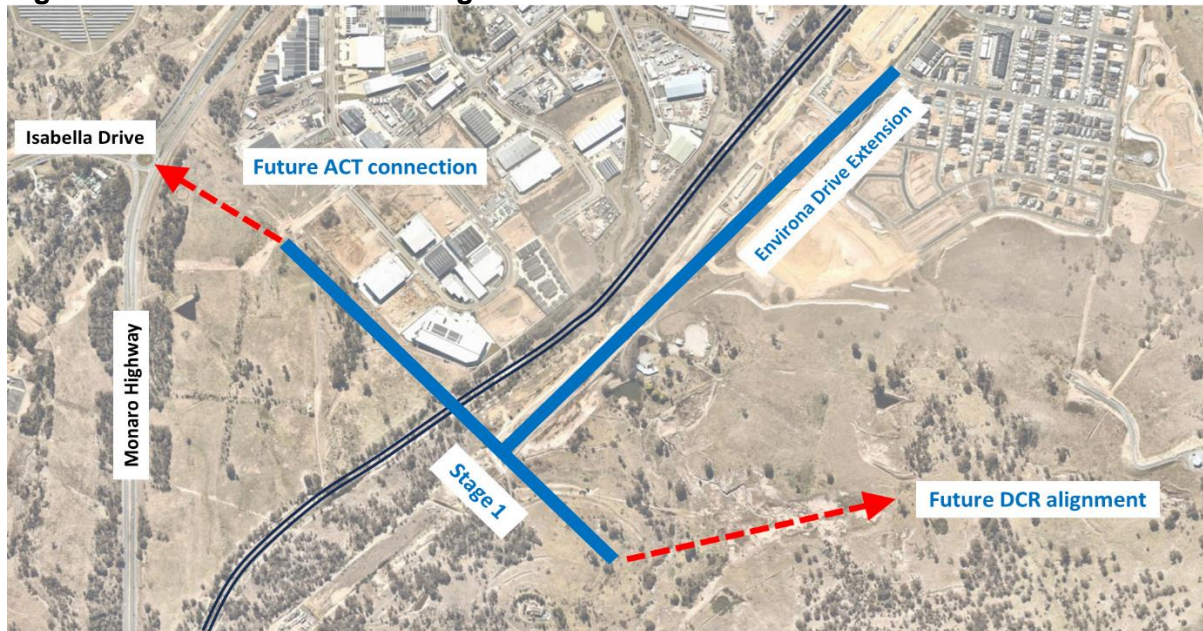 Isabella Drive
Future ACT connection
Environa Drive Extension
Monaro Highway
Stage 1
Future DCR alignment